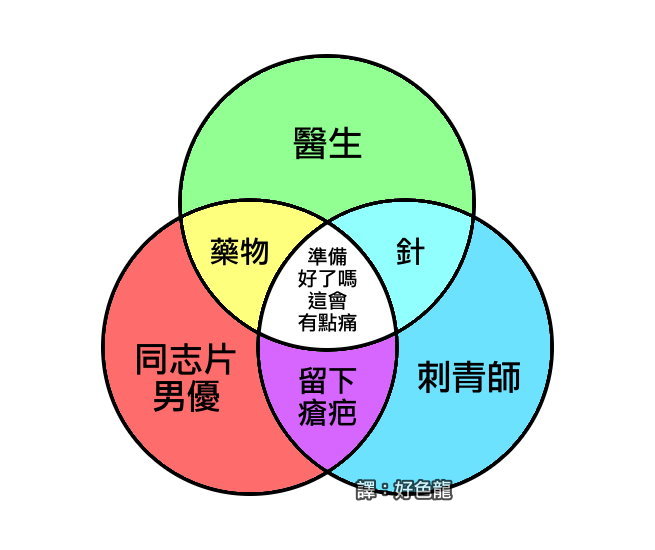 醫生
藥物
針
準備
好了嗎
這會
有點痛
同志片
男優
留下
瘡疤
刺青師
譯：好色龍